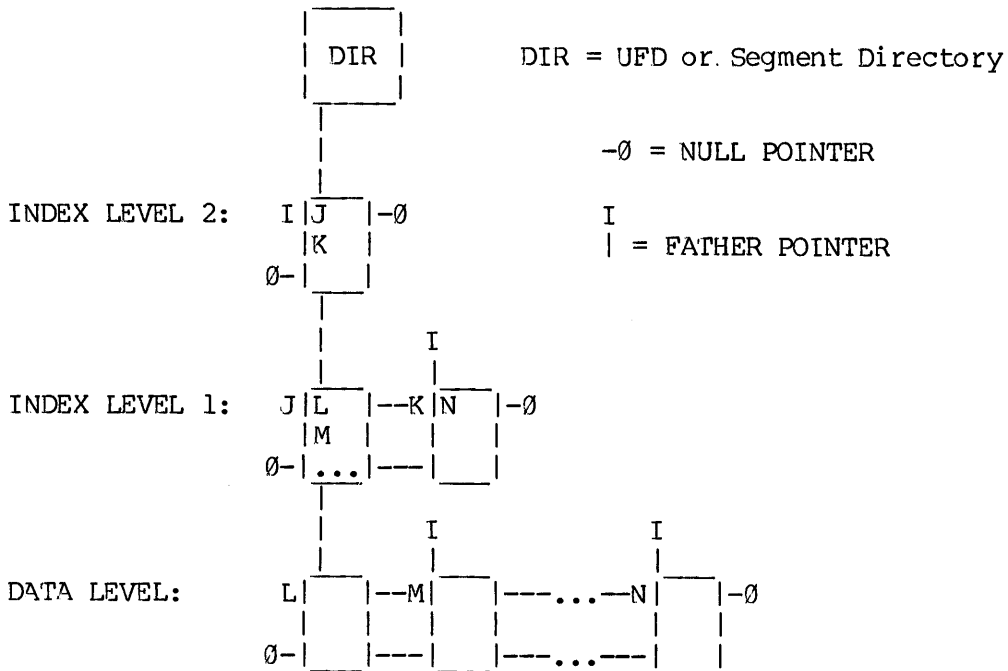 DIR    DIR = UFD or Segment Directory
-Ø = NULL POINTER
INDEX LEVEL 2: I|J |-Ø    I
|K |    | = FATHER POINTER
Ø-|
I
INDEX LEVEL 1: J|L |--K|N |-Ø
|M | | |
Ø-|...|---| |
I    I
DATA LEVEL: L| |--M| |---...--N| |-Ø
Ø-| |---| |---...---| |